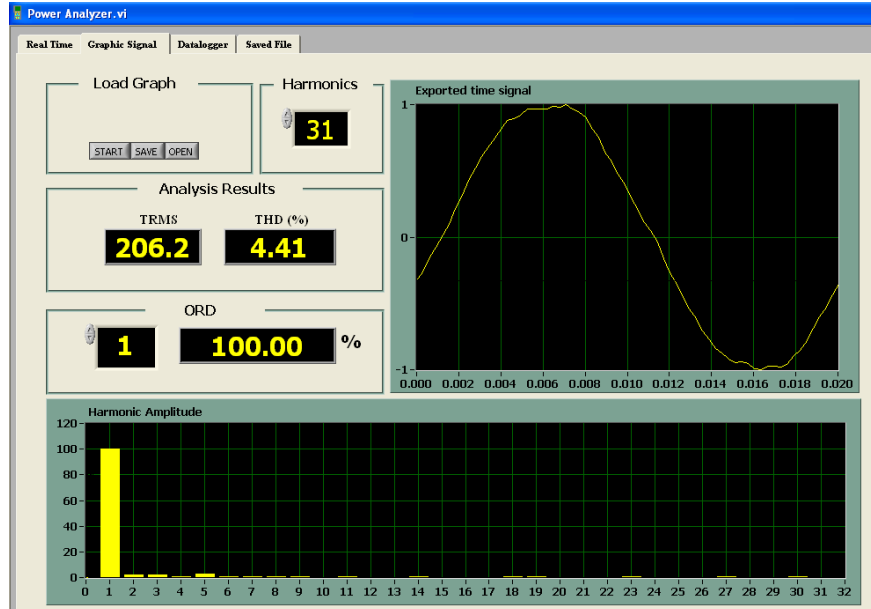 Power Analyzer.vi
Real Time Graphic Signal Datalogger Saved File
Load Graph
START SAVE OPEN
Harmonics
31
Analysis Results
TRMS THD (%)
206.2 4.41
ORD
1 100.00 %
Exported time signal
1
0
-1
0.000 0.002 0.004 0.006 0.008 0.010 0.012 0.014 0.016 0.018 0.020
Harmonic Amplitude
120
100
80
60
40
20
0
0 1 2 3 4 5 6 7 8 9 10 11 12 13 14 15 16 17 18 19 20 21 22 23 24 25 26 27 28 29 30 31 32